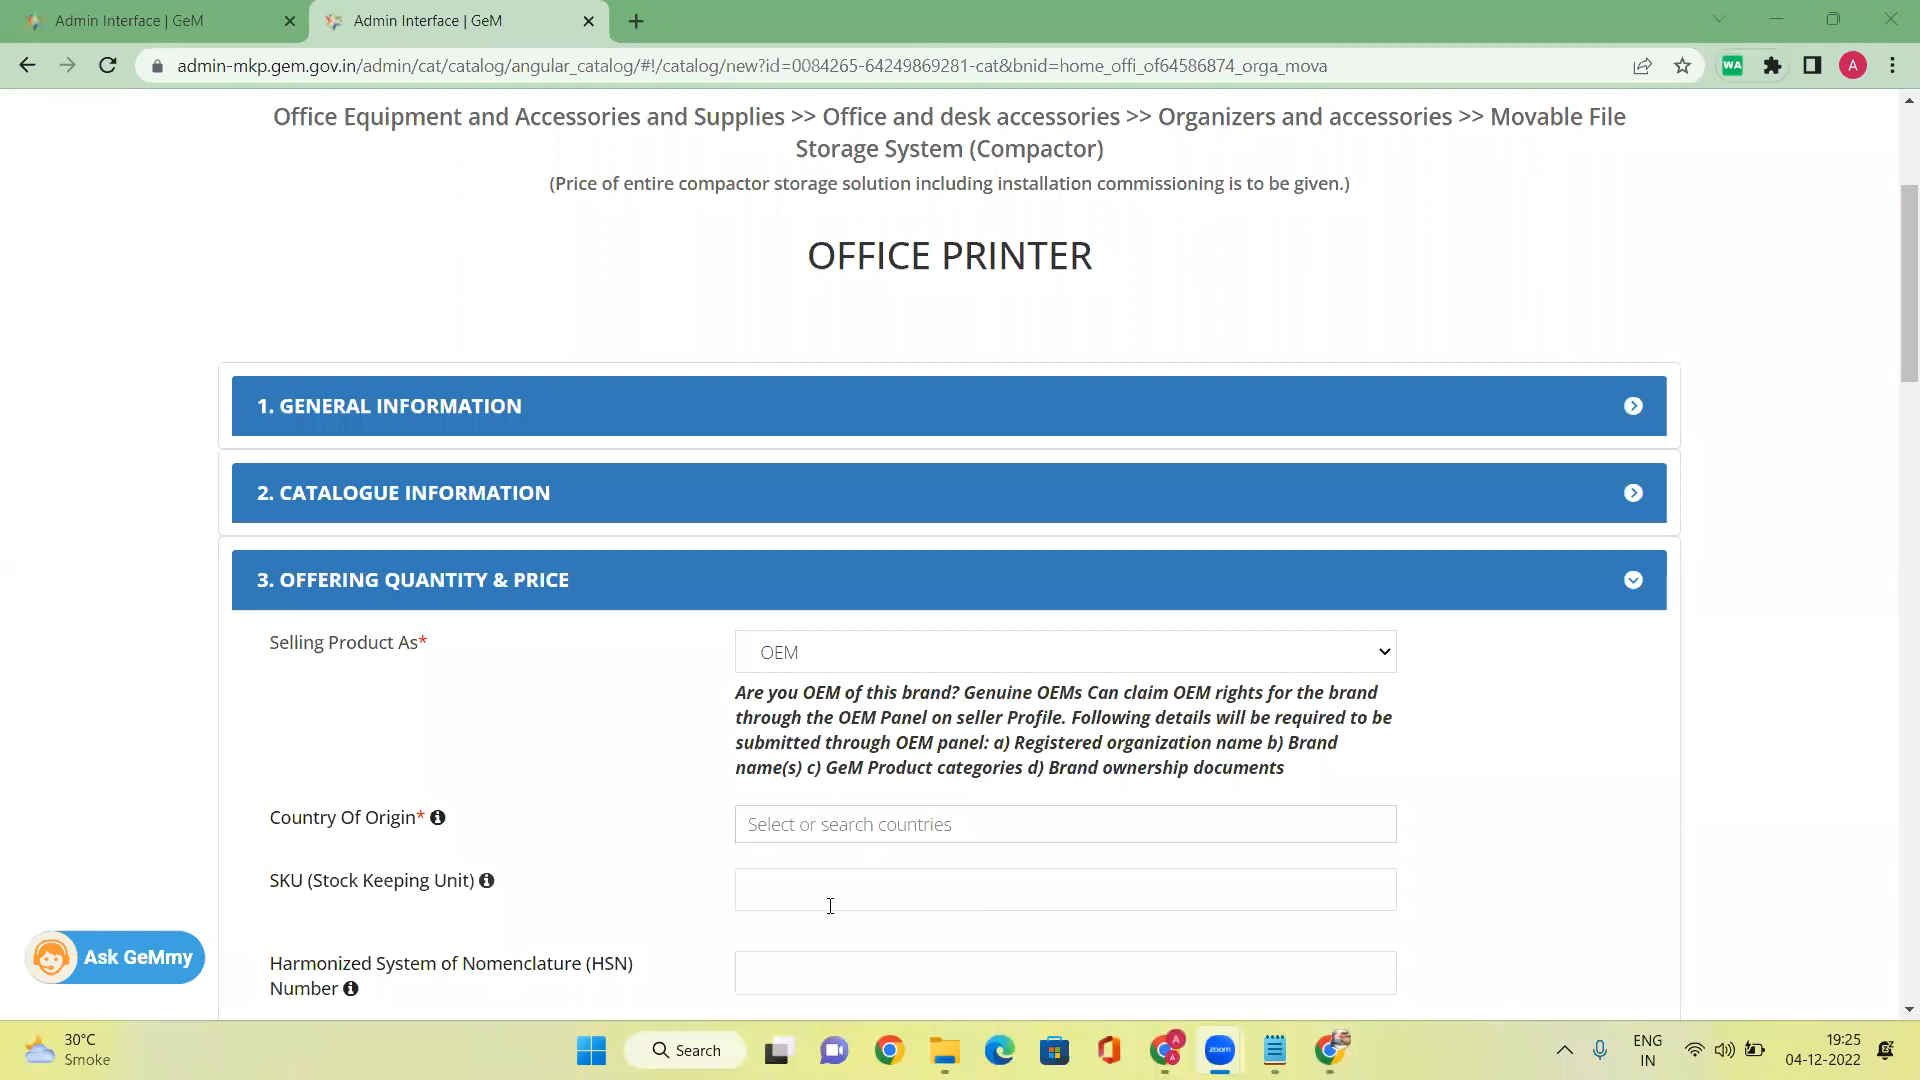 Admin Interface | GeM
Admin Interface | GeM
admin-mkp.gem.gov.in/admin/cat/catalog/angular_catalog/#!/catalog/new?id=0084265-64249869281-cat&bnid=home_offi_of64586874_orga_mova
WA
A
Office Equipment and Accessories and Supplies >> Office and desk accessories >> Organizers and accessories >> Movable File
Storage System (Compactor)
(Price of entire compactor storage solution including installation commissioning is to be given.)
OFFICE PRINTER
1. GENERAL INFORMATION
2. CATALOGUE INFORMATION
3. OFFERING QUANTITY & PRICE
Selling Product As*
OEM
Are you OEM of this brand? Genuine OEMs Can claim OEM rights for the brand
through the OEM Panel on seller Profile. Following details will be required to be
submitted through OEM panel: a) Registered organization name b) Brand
name(s) c) GeM Product categories d) Brand ownership documents
Country Of Origin*
Select or search countries
SKU (Stock Keeping Unit)
Harmonized System of Nomenclature (HSN)
Number
Ask GeMmy
30°C
Smoke
Search
zoom
ENG
IN
19:25
04-12-2022